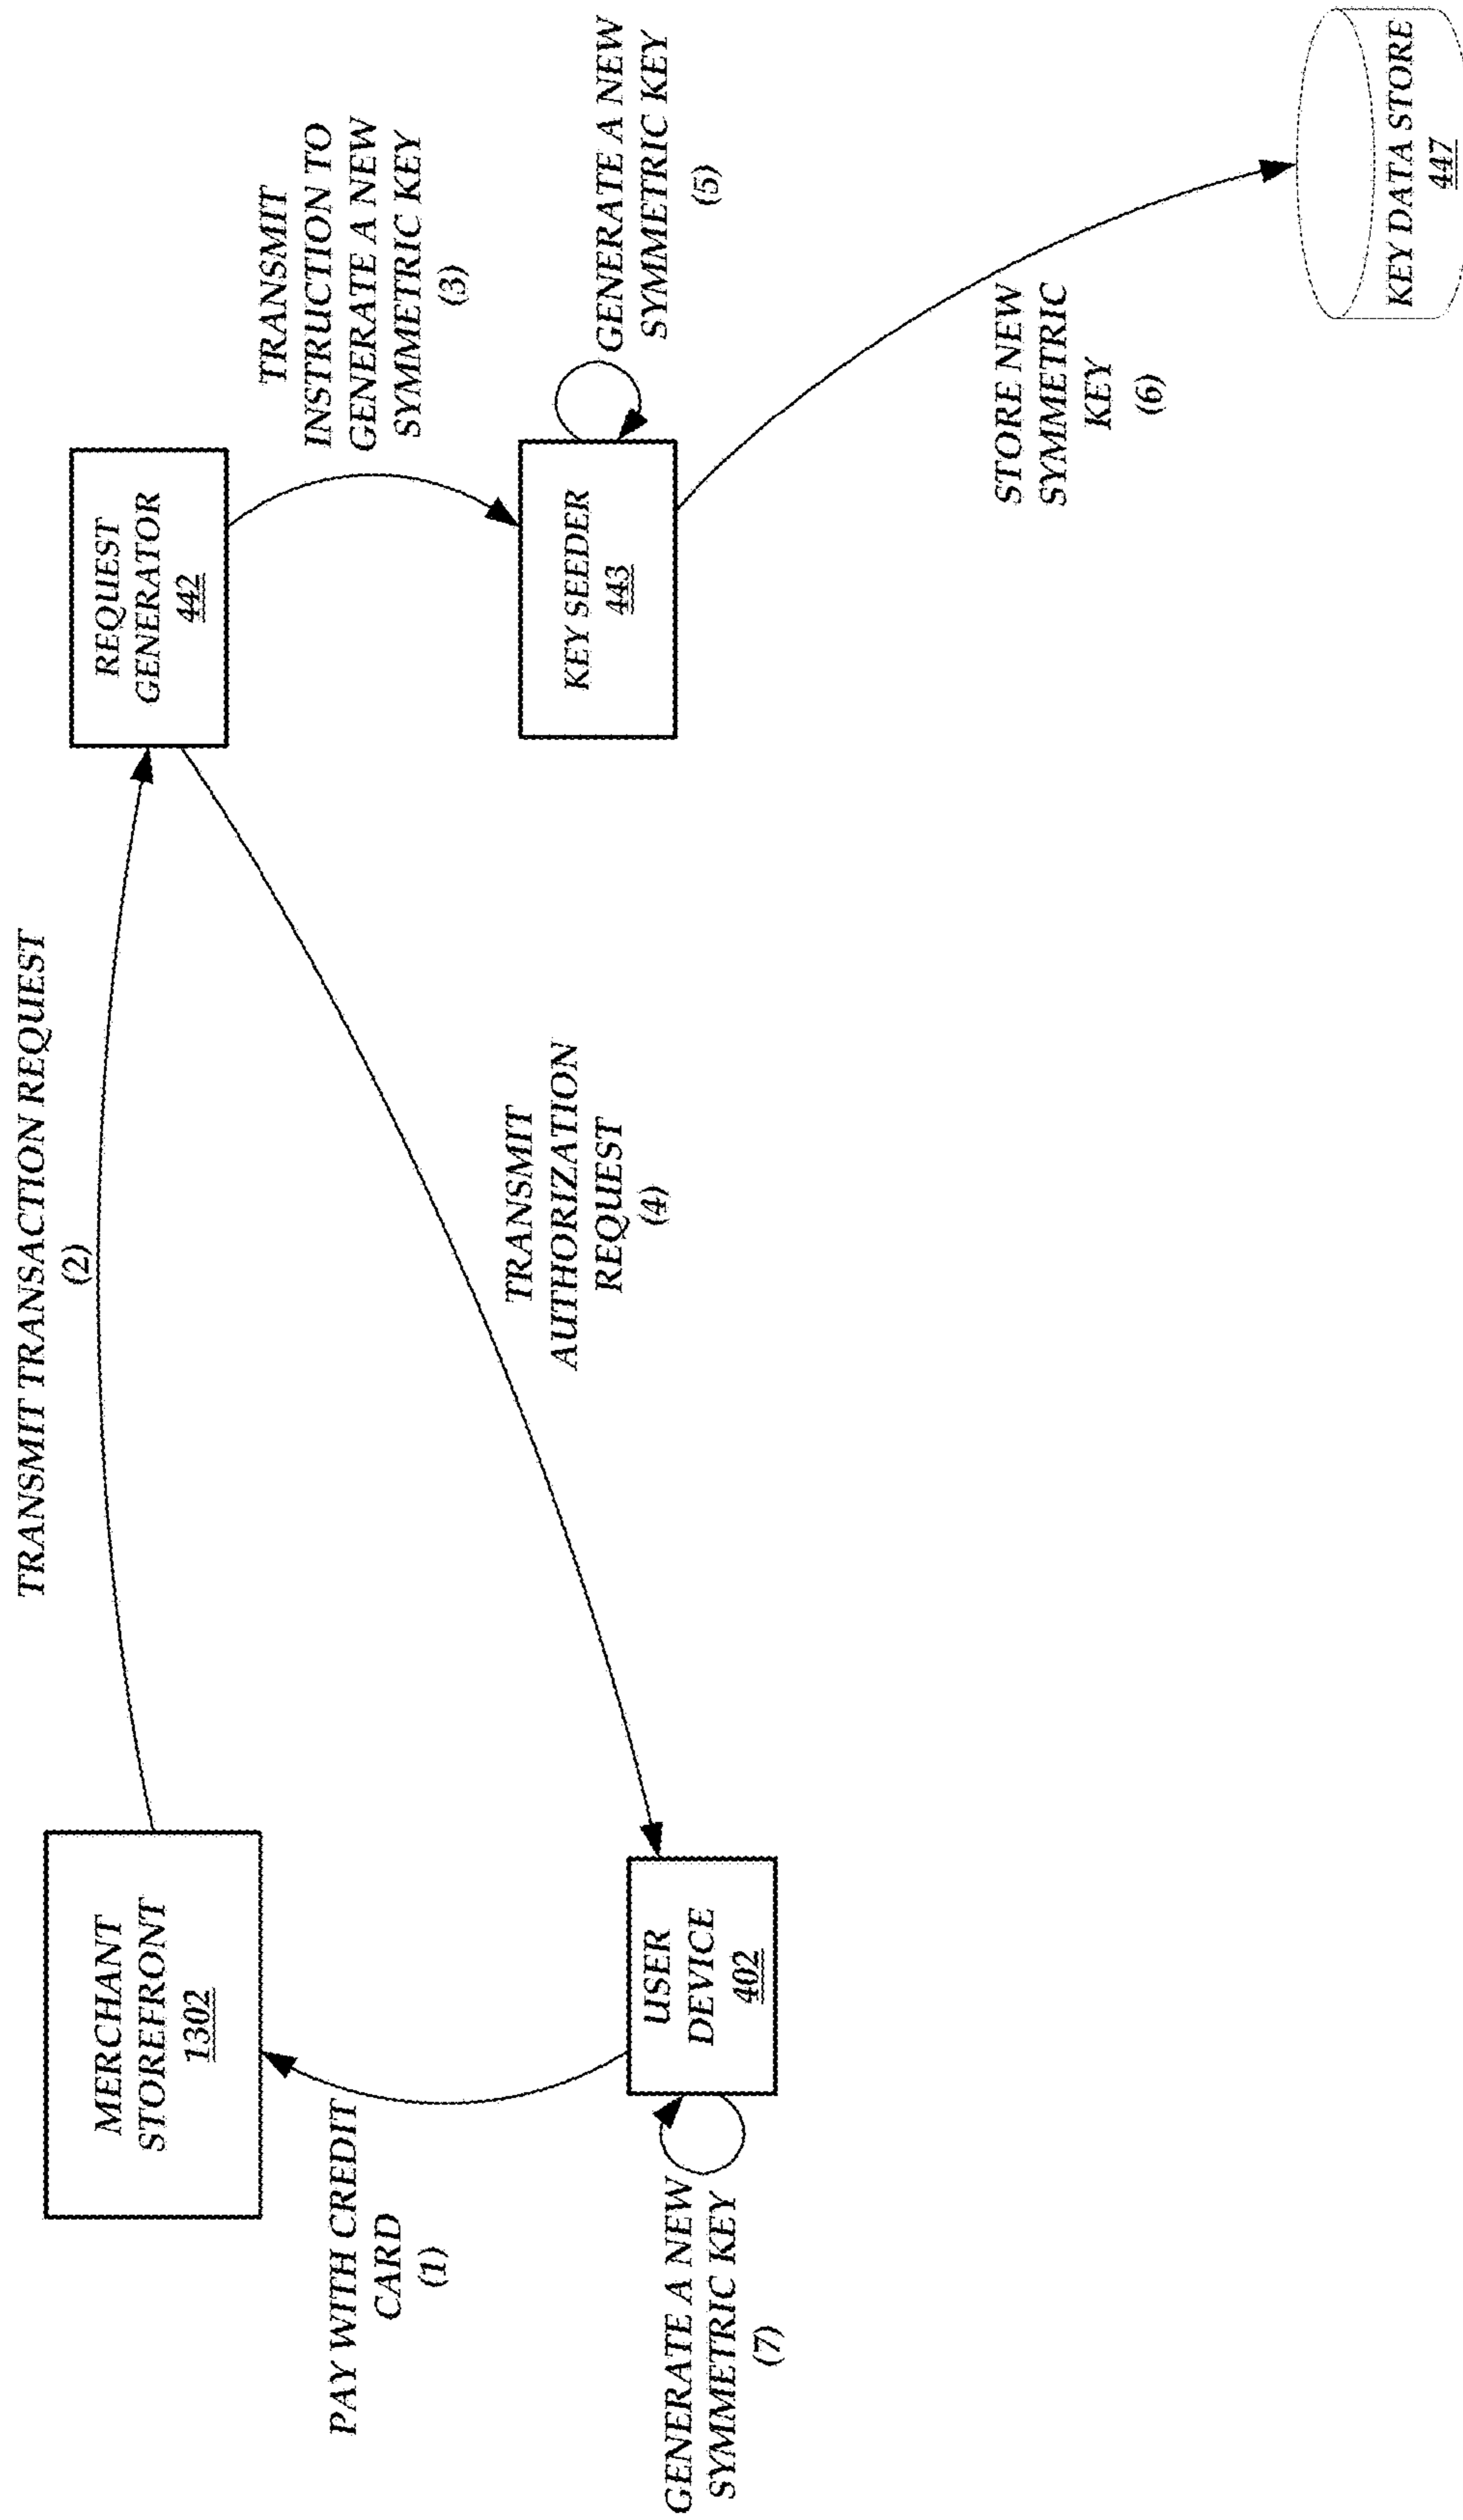 TRANSMIT TRANSACTION REQUEST
(2)
MERCHANT
STOREFRONT
1302
REQUEST
GENERATOR
442
PAY WITH CREDIT
CARD
(1)
TRANSMIT
INSTRUCTION TO
GENERATE A NEW
SYMMETRIC KEY
(3)
TRANSMIT
AUTHORIZATION
REQUEST
(4)
GENERATE A NEW
SYMMETRIC KEY
(7)
USER
DEVICE
402
KEY SEEDER
443
GENERATE A NEW
SYMMETRIC KEY
(5)
STORE NEW
SYMMETRIC
KEY
(6)
KEY DATA STORE
447